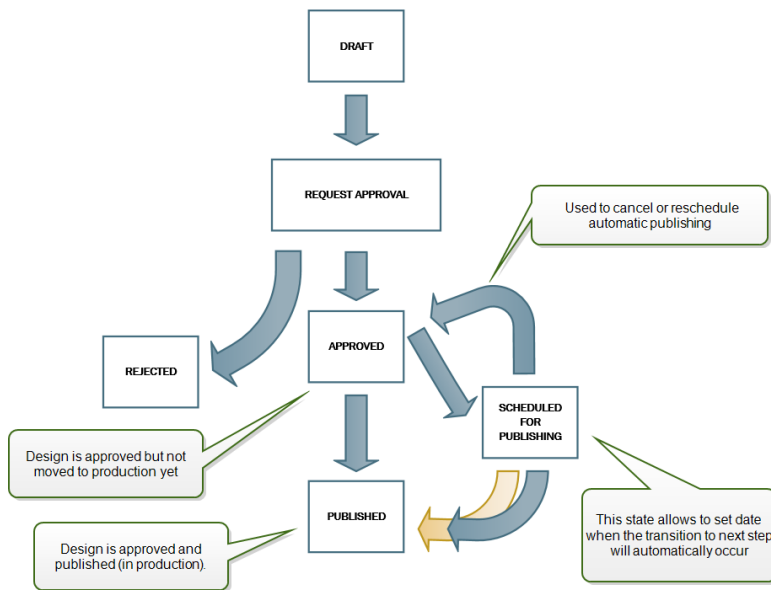 DRAFT
REQUEST APPROVAL
Used to cancel or reschedule
automatic publishing
APPROVED
REJECTED
SCHEDULED
FOR
PUBLISHING
Design is approved but not
moved to production yet
PUBLISHED
This state allows to set date
when the transition to next step
will automatically occur
Design is approved and
published (in production).